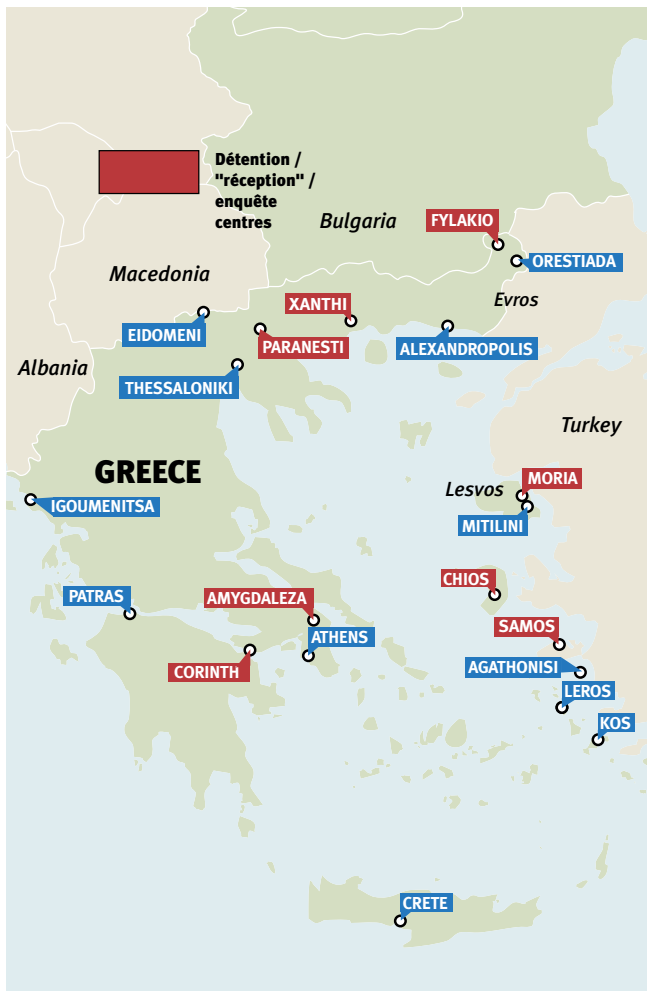 Détention /
"réception" /
enquête
centres
Bulgaria
FYLAKIO
ORESTIADA
Macedonia
Evros
XANTHI
EIDOMENI
PARANESTI
ALEXANDROPOLIS
Albania
THESSALONIKI
Turkey
GREECE
Lesvos
MORIA
IGOUMENITSA
MITILINI
CHIOS
PATRAS
AMYGDALEZA
SAMOS
ATHENS
CORINTH
AGATHONISI
LEROS
KOS
CRETE